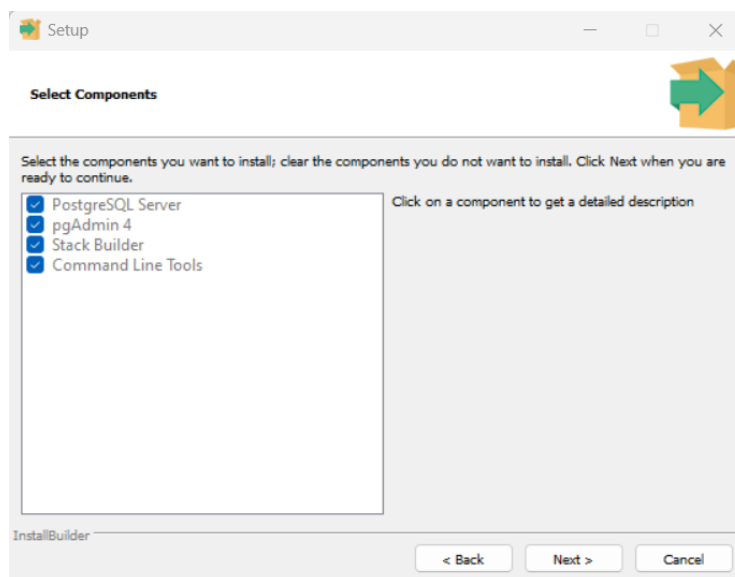 Setup
Select Components
Select the components you want to install; clear the components you do not want to install. Click Next when you are
ready to continue.
PostgreSQL Server
pgAdmin 4
Stack Builder
Command Line Tools
Click on a component to get a detailed description
InstallBuilder
< Back
Next >
Cancel